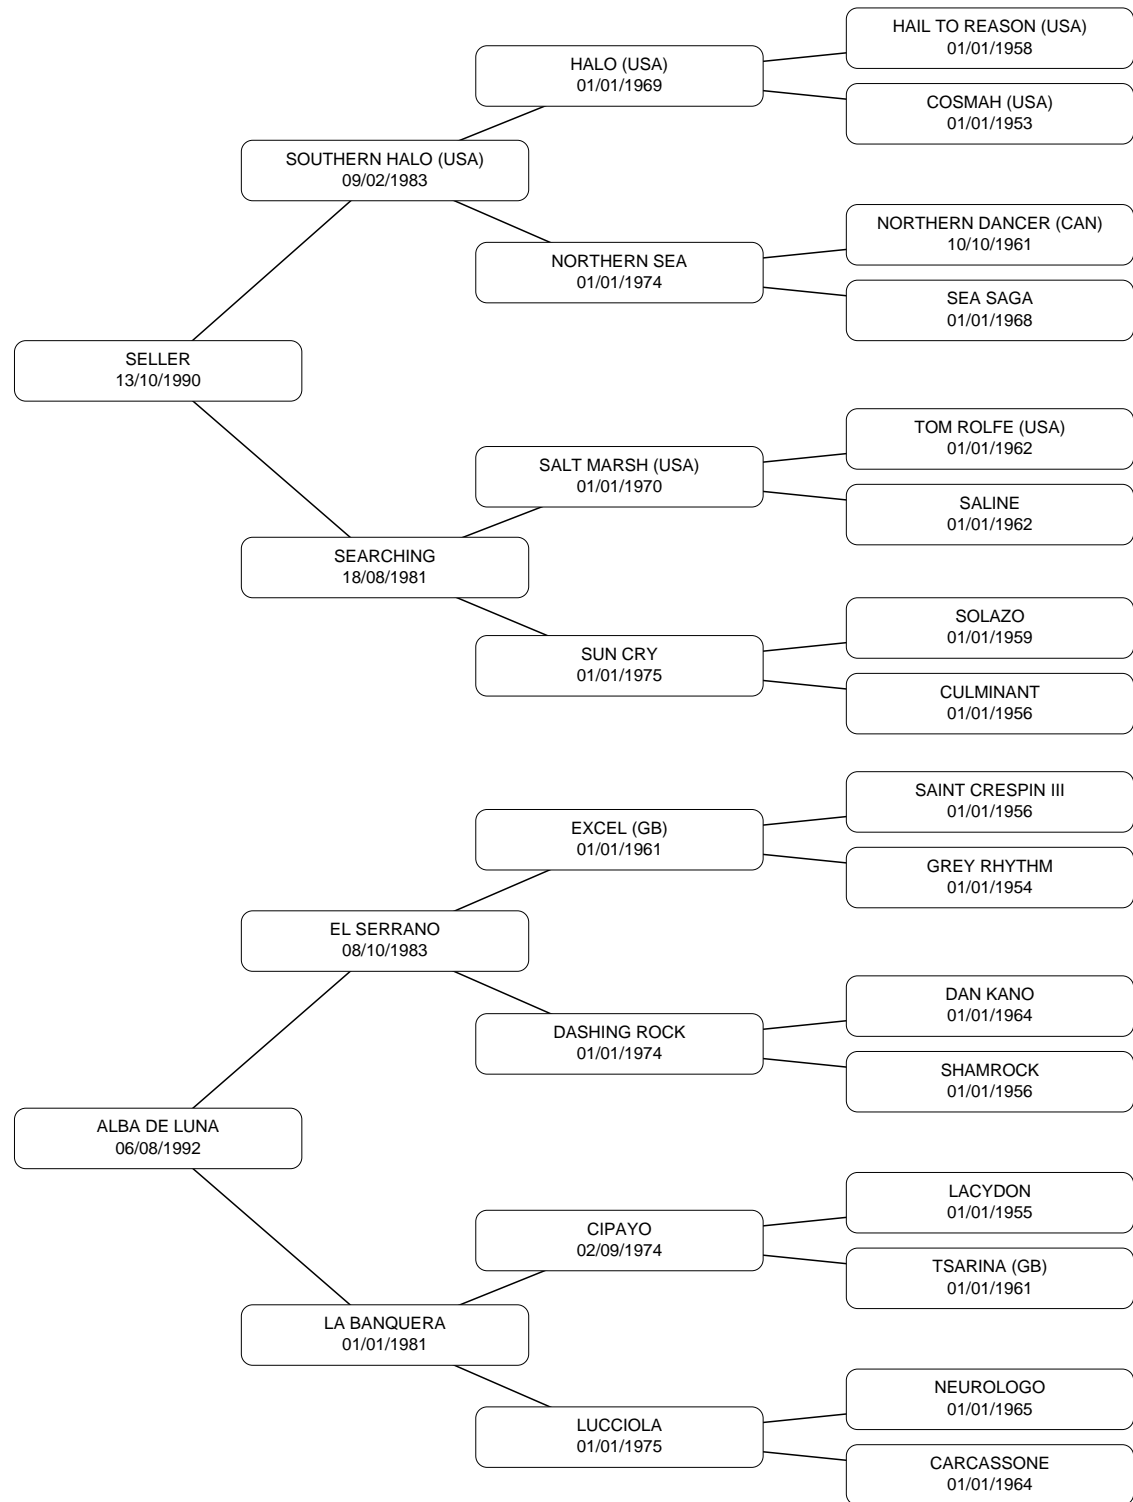 HAIL TO REASON (USA)
01/01/1958
HALO (USA)
01/01/1969
COSMAH (USA)
01/01/1953
SOUTHERN HALO (USA)
09/02/1983
NORTHERN DANCER (CAN)
10/10/1961
NORTHERN SEA
01/01/1974
SEA SAGA
01/01/1968
SELLER
13/10/1990
TOM ROLFE (USA)
01/01/1962
SALT MARSH (USA)
01/01/1970
SALINE
01/01/1962
SEARCHING
18/08/1981
SOLAZO
01/01/1959
SUN CRY
01/01/1975
CULMINANT
01/01/1956
SAINT CRESPIN III
01/01/1956
EXCEL (GB)
01/01/1961
GREY RHYTHM
01/01/1954
EL SERRANO
08/10/1983
DAN KANO
01/01/1964
DASHING ROCK
01/01/1974
SHAMROCK
01/01/1956
ALBA DE LUNA
06/08/1992
LACYDON
01/01/1955
CIPAYO
02/09/1974
TSARINA (GB)
01/01/1961
LA BANQUERA
01/01/1981
NEUROLOGO
01/01/1965
LUCCIOLA
01/01/1975
CARCASSONE
01/01/1964